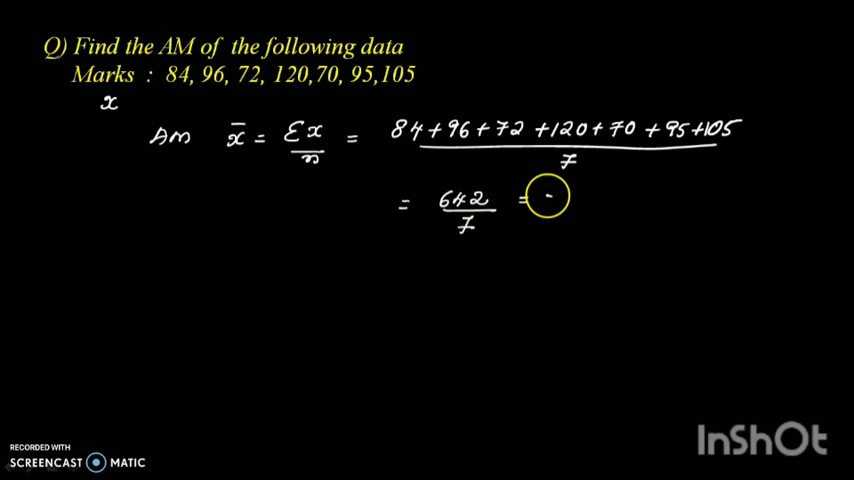 Q) Find the AM of the following data
Marks : 84, 96, 72, 120,70, 95,105
x
AM x̄ = Σx/n = 84+96+72+120+70+95+105/7
= 642/7 = -
RECORDED WITH
SCREENCAST MATIC
InShOt